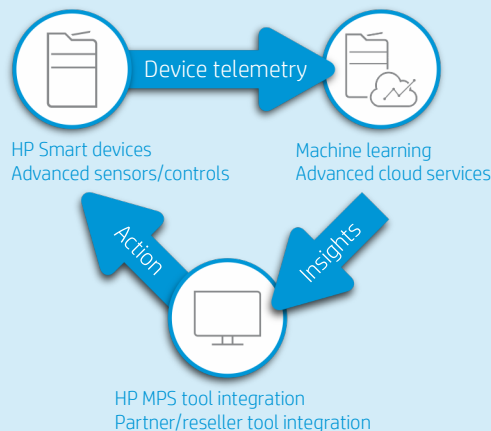 Device telemetry
HP Smart devices
Advanced sensors/controls
Machine learning
Advanced cloud services
Insights
Action
HP MPS tool integration
Partner/reseller tool integration